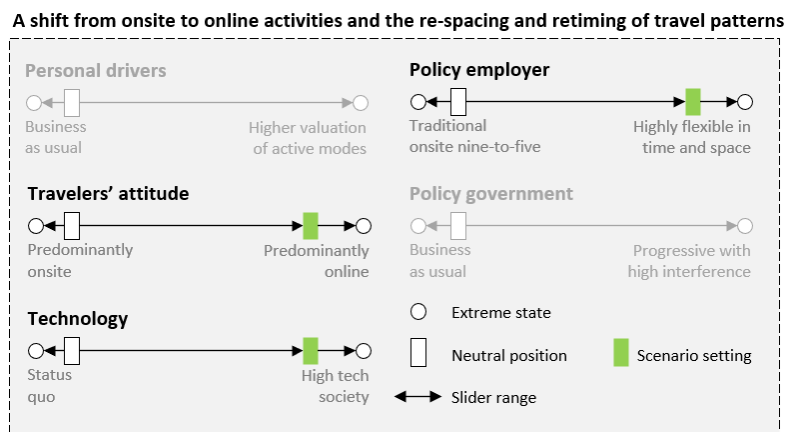 A shift from onsite to online activities and the re-spacing and retiming of travel patterns
Personal drivers
Business
as usual
Higher valuation
of active modes
Policy employer
Traditional
onsite nine-to-five
Highly flexible in
time and space
Travelers’ attitude
Predominantly
onsite
Predominantly
online
Policy government
Business
as usual
Progressive with
high interference
Technology
Status
quo
High tech
society
Extreme state
Neutral position
Scenario setting
Slider range